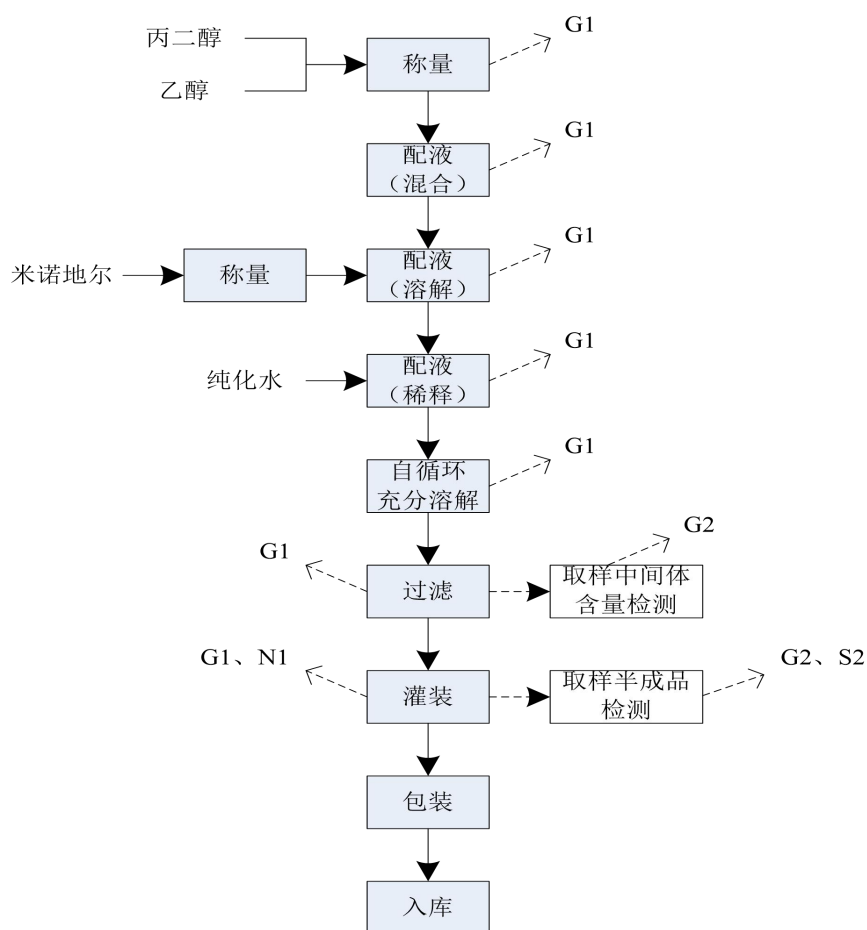 丙二醇
乙醇
称量
G1
配液
（混合）
G1
米诺地尔
称量
配液
（溶解）
G1
纯化水
配液
（稀释）
G1
自循环
充分溶解
G1
G1
过滤
取样中间体
含量检测
G2
G1、N1
灌装
取样半成品
检测
G2、S2
包装
入库